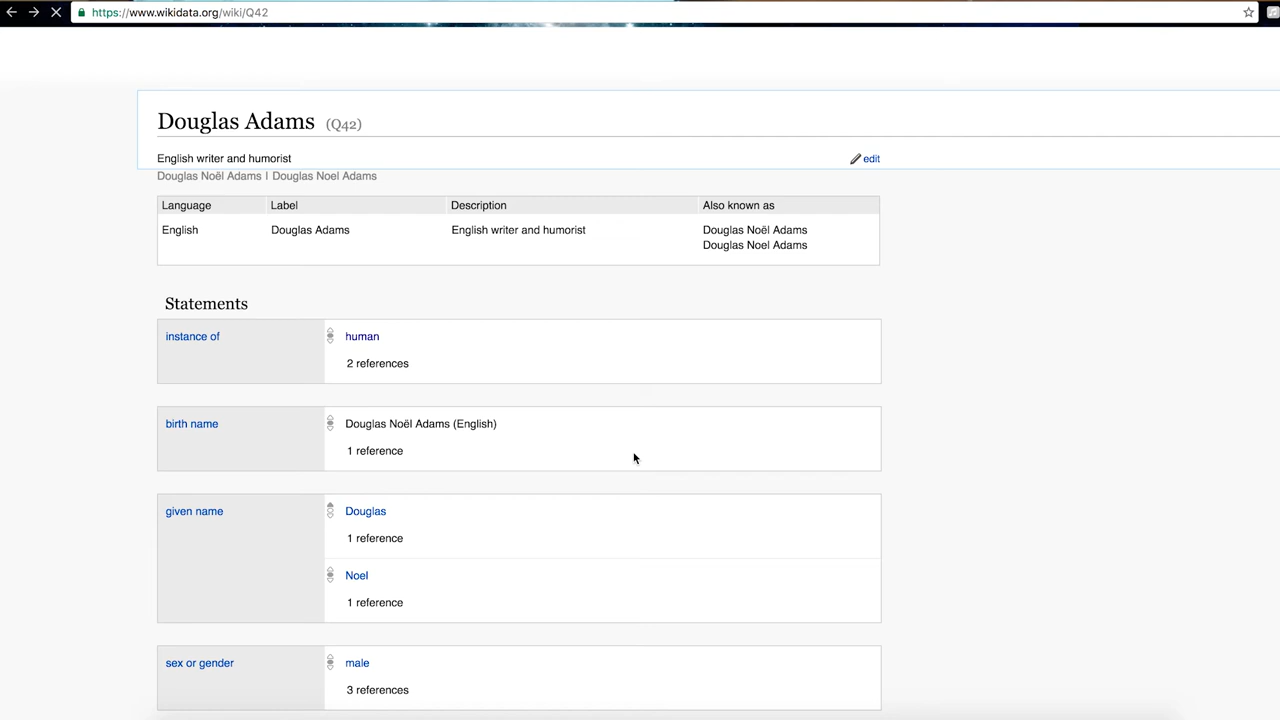 https://www.wikidata.org/wiki/Q42
Douglas Adams (Q42)
English writer and humorist
edit
Douglas Noël Adams | Douglas Noel Adams
Language Label Description Also known as
English Douglas Adams English writer and humorist Douglas Noël Adams
Douglas Noel Adams
Statements
instance of human
2 references
birth name Douglas Noël Adams (English)
1 reference
given name Douglas
1 reference
Noel
1 reference
sex or gender male
3 references